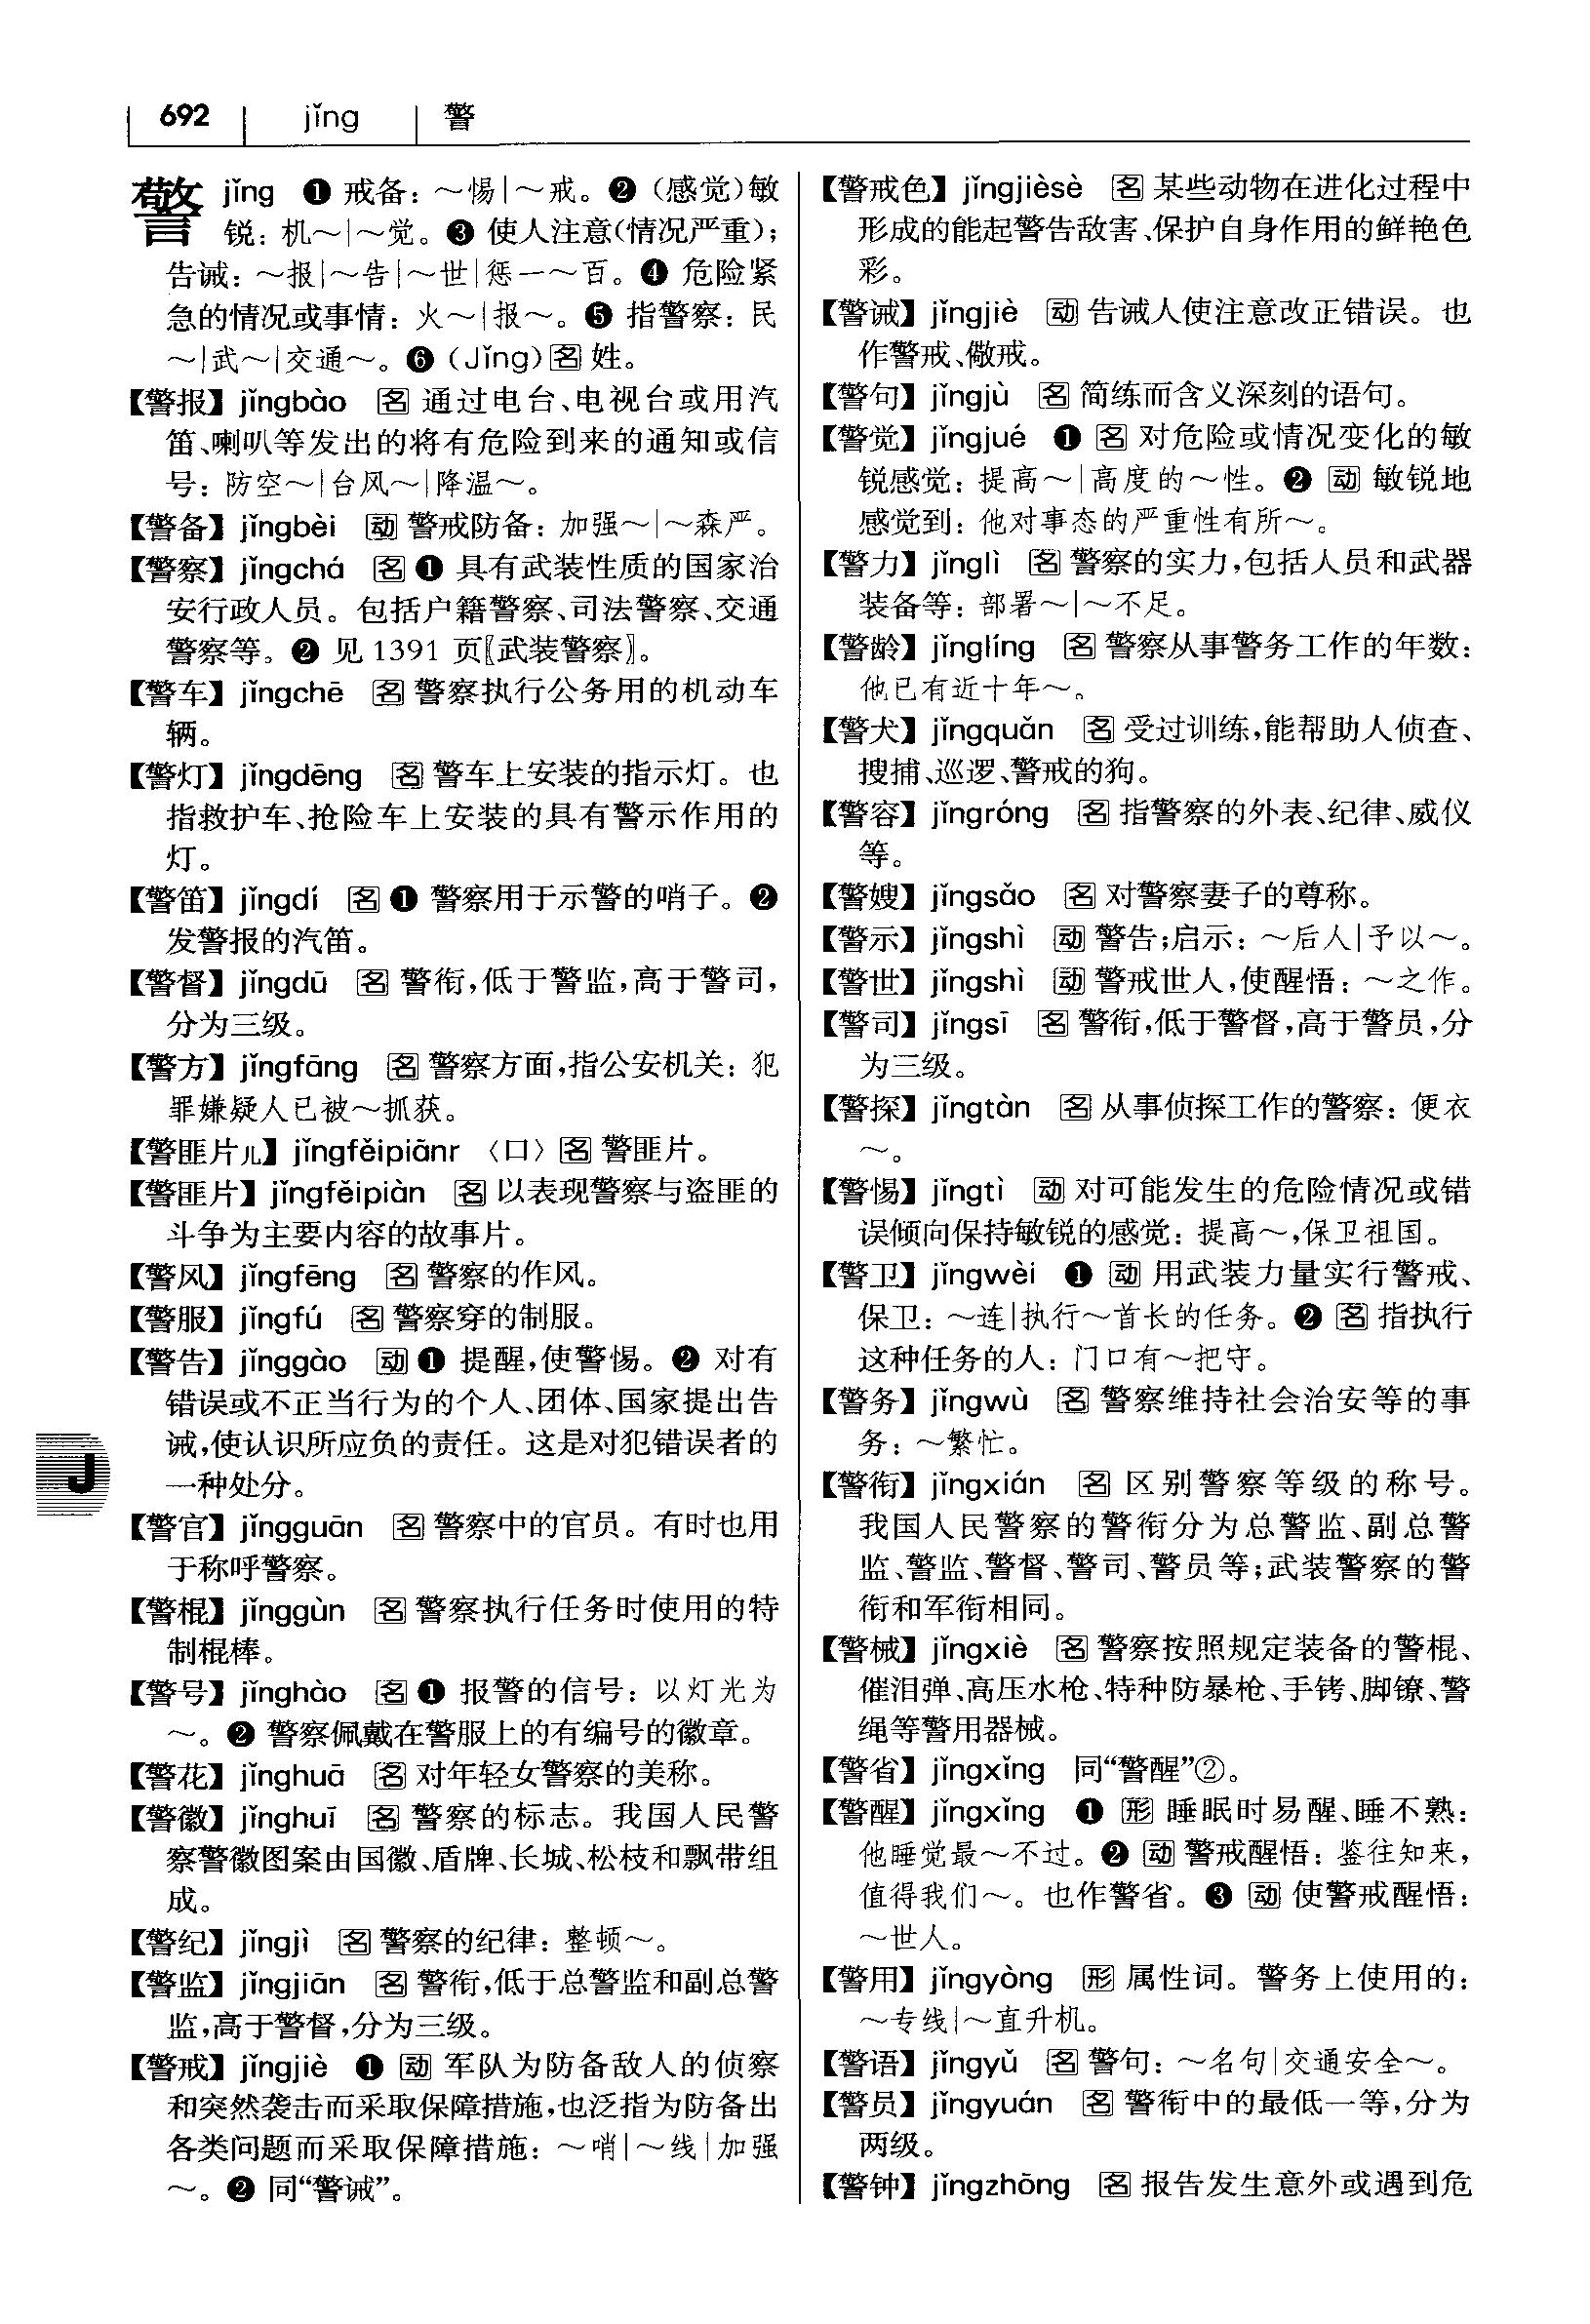 692 jǐng 警
警 jǐng ❶ 戒备：～惕|～戒。❷（感觉）敏
锐：机～|～觉。❸ 使人注意（情况严重）；
告诫：～报|～告|～世|惩一～百。❹ 危险紧
急的情况或事情：火～|报～。❺ 指警察：民
～|武～|交通～。❻（Jǐng）名 姓。
【警报】jǐngbào 名 通过电台、电视台或用汽
笛、喇叭等发出的将有危险到来的通知或信
号：防空～|台风～|降温～。
【警备】jǐngbèi 动 警戒防备：加强～|～森严。
【警察】jǐngchá 名 ❶ 具有武装性质的国家治
安行政人员。包括户籍警察、司法警察、交通
警察等。❷ 见 1391 页〖武装警察〗。
【警车】jǐngchē 名 警察执行公务用的机动车
辆。
【警灯】jǐngdēng 名 警车上安装的指示灯。也
指救护车、抢险车上安装的具有警示作用的
灯。
【警笛】jǐngdí 名 ❶ 警察用于示警的哨子。❷
发警报的汽笛。
【警督】jǐngdū 名 警衔，低于警监，高于警司，
分为三级。
【警方】jǐngfāng 名 警察方面，指公安机关：犯
罪嫌疑人已被～抓获。
【警匪片儿】jǐngfěipiānr 〈口〉名 警匪片。
【警匪片】jǐngfěipiàn 名 以表现警察与盗匪的
斗争为主要内容的故事片。
【警风】jǐngfēng 名 警察的作风。
【警服】jǐngfú 名 警察穿的制服。
【警告】jǐnggào 动 ❶ 提醒，使警惕。❷ 对有
错误或不正当行为的个人、团体、国家提出告
诫，使认识所应负的责任。这是对犯错误者的
一种处分。
【警官】jǐngguān 名 警察中的官员。有时也用
于称呼警察。
【警棍】jǐnggùn 名 警察执行任务时使用的特
制棍棒。
【警号】jǐnghào 名 ❶ 报警的信号：以灯光为
～。❷ 警察佩戴在警服上的有编号的徽章。
【警花】jǐnghuā 名 对年轻女警察的美称。
【警徽】jǐnghuī 名 警察的标志。我国人民警
察警徽图案由国徽、盾牌、长城、松枝和飘带组
成。
【警纪】jǐngjì 名 警察的纪律：整顿～。
【警监】jǐngjiān 名 警衔，低于总警监和副总警
监，高于警督，分为三级。
【警戒】jǐngjiè ❶ 动 军队为防备敌人的侦察
和突然袭击而采取保障措施，也泛指为防备出
各类问题而采取保障措施：～哨|～线|加强
～。❷ 同“警诫”。
J
【警戒色】jǐngjièsè 名 某些动物在进化过程中
形成的能起警告敌害、保护自身作用的鲜艳色
彩。
【警诫】jǐngjiè 动 告诫人使注意改正错误。也
作警戒、儆戒。
【警句】jǐngjù 名 简练而含义深刻的语句。
【警觉】jǐngjué ❶ 名 对危险或情况变化的敏
锐感觉：提高～|高度的～性。❷ 动 敏锐地
感觉到：他对事态的严重性有所～。
【警力】jǐnglì 名 警察的实力，包括人员和武器
装备等：部署～|～不足。
【警龄】jǐnglíng 名 警察从事警务工作的年数：
他已有近十年～。
【警犬】jǐngquǎn 名 受过训练，能帮助人侦查、
搜捕、巡逻、警戒的狗。
【警容】jǐngróng 名 指警察的外表、纪律、威仪
等。
【警嫂】jǐngsǎo 名 对警察妻子的尊称。
【警示】jǐngshì 动 警告；启示：～后人|予以～。
【警世】jǐngshì 动 警戒世人，使醒悟：～之作。
【警司】jǐngsī 名 警衔，低于警督，高于警员，分
为三级。
【警探】jǐngtàn 名 从事侦探工作的警察：便衣
～。
【警惕】jǐngtì 动 对可能发生的危险情况或错
误倾向保持敏锐的感觉：提高～，保卫祖国。
【警卫】jǐngwèi ❶ 动 用武装力量实行警戒、
保卫：～连|执行～首长的任务。❷ 名 指执行
这种任务的人：门口有～把守。
【警务】jǐngwù 名 警察维持社会治安等的事
务：～繁忙。
【警衔】jǐngxián 名 区别警察等级的称号。
我国人民警察的警衔分为总警监、副总警
监、警监、警督、警司、警员等；武装警察的警
衔和军衔相同。
【警械】jǐngxiè 名 警察按照规定装备的警棍、
催泪弹、高压水枪、特种防暴枪、手铐、脚镣、警
绳等警用器械。
【警省】jǐngxǐng 同“警醒”②。
【警醒】jǐngxǐng ❶ 形 睡眠时易醒、睡不熟：
他睡觉最～不过。❷ 动 警戒醒悟：鉴往知来，
值得我们～。也作警省。❸ 动 使警戒醒悟：
～世人。
【警用】jǐngyòng 形 属性词。警务上使用的：
～专线|～直升机。
【警语】jǐngyǔ 名 警句：～名句|交通安全～。
【警员】jǐngyuán 名 警衔中的最低一等，分为
两级。
【警钟】jǐngzhōng 名 报告发生意外或遇到危